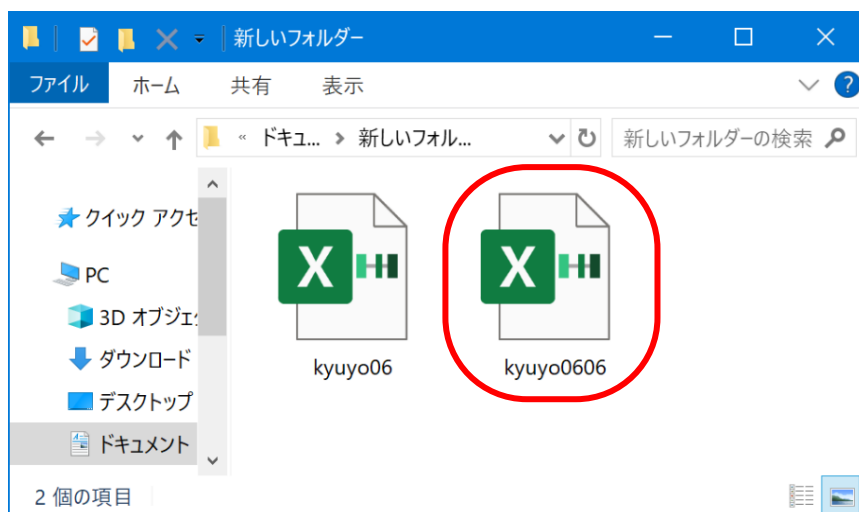 新しいフォルダー
ファイル ホーム 共有 表示 ?
« ドキュ... > 新しいフォル... 新しいフォルダーの検索
クイック アクセ
PC
3D オブジェ
ダウンロード
デスクトップ
ドキュメント
X X
kyuyo06 kyuyo0606
2 個の項目